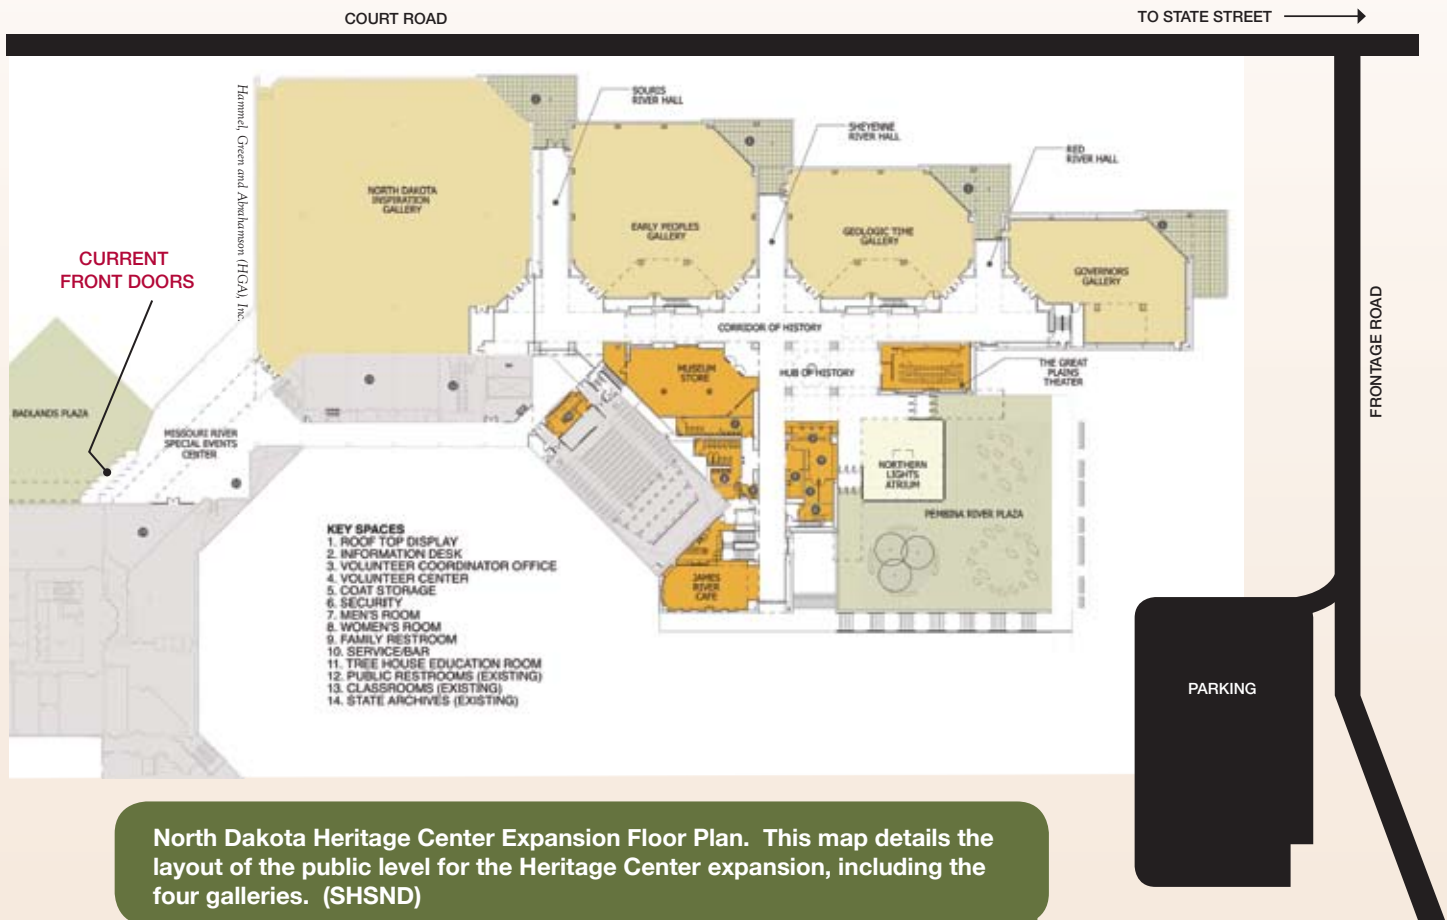 COURT ROAD
TO STATE STREET
Hammel, Green and Abrahamson (HGA), Inc.
SOURIS
RIVER HALL
SHEYENNE
RIVER HALL
RED
RIVER HALL
NORTH DAKOTA
INSPIRATION
GALLERY
EARLY PEOPLES
GALLERY
GEOLOGIC TIME
GALLERY
GOVERNORS
GALLERY
CURRENT
FRONT DOORS
CORRIDOR OF HISTORY
FRONTAGE ROAD
MUSEUM
STORE
HUB OF HISTORY
THE GREAT
PLAINS
THEATER
BADLANDS PLAZA
MISSOURI RIVER
SPECIAL EVENTS
CENTER
NORTHERN
LIGHTS
ATRIUM
PEMBINA RIVER PLAZA
JAMES
RIVER
CAFE
KEY SPACES
1. ROOF TOP DISPLAY
2. INFORMATION DESK
3. VOLUNTEER COORDINATOR OFFICE
4. VOLUNTEER CENTER
5. COAT STORAGE
6. SECURITY
7. MEN'S ROOM
8. WOMEN'S ROOM
9. FAMILY RESTROOM
10. SERVICE/BAR
11. TREE HOUSE EDUCATION ROOM
12. PUBLIC RESTROOMS (EXISTING)
13. CLASSROOMS (EXISTING)
14. STATE ARCHIVES (EXISTING)
PARKING
North Dakota Heritage Center Expansion Floor Plan. This map details the
layout of the public level for the Heritage Center expansion, including the
four galleries. (SHSND)